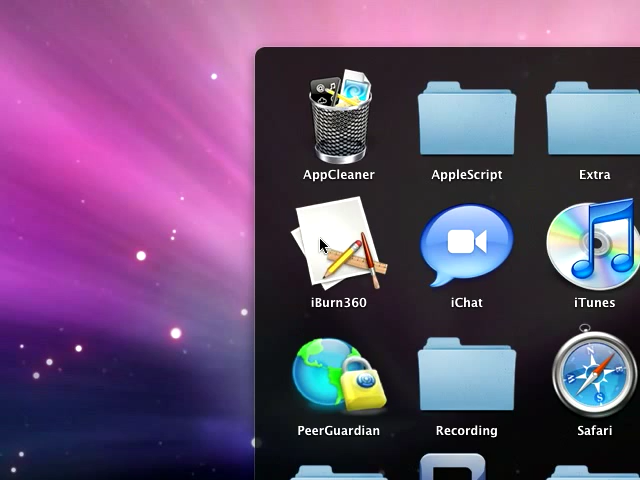 AppCleaner
AppleScript
Extra
iBurn360
iChat
iTunes
PeerGuardian
Recording
Safari